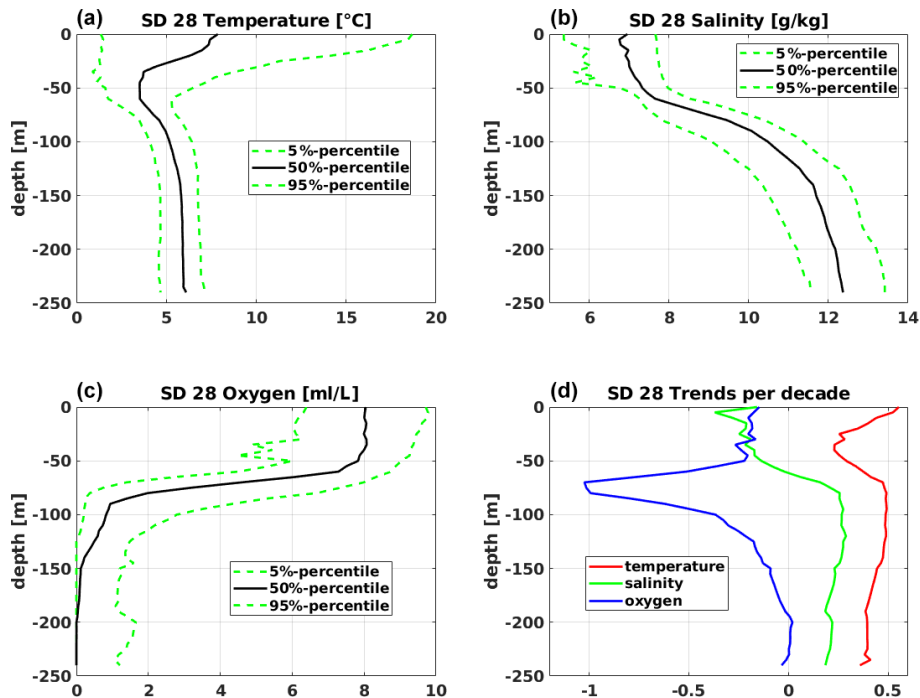 (a) SD 28 Temperature [°C]
0
-50
-100
-150
-200
-250
depth [m]
5%-percentile
50%-percentile
95%-percentile
0 5 10 15 20
(b) SD 28 Salinity [g/kg]
0
-50
-100
-150
-200
-250
depth [m]
5%-percentile
50%-percentile
95%-percentile
6 8 10 12 14
(c) SD 28 Oxygen [ml/L]
0
-50
-100
-150
-200
-250
depth [m]
5%-percentile
50%-percentile
95%-percentile
0 2 4 6 8 10
(d) SD 28 Trends per decade
0
-50
-100
-150
-200
-250
depth [m]
temperature
salinity
oxygen
-1 -0.5 0 0.5